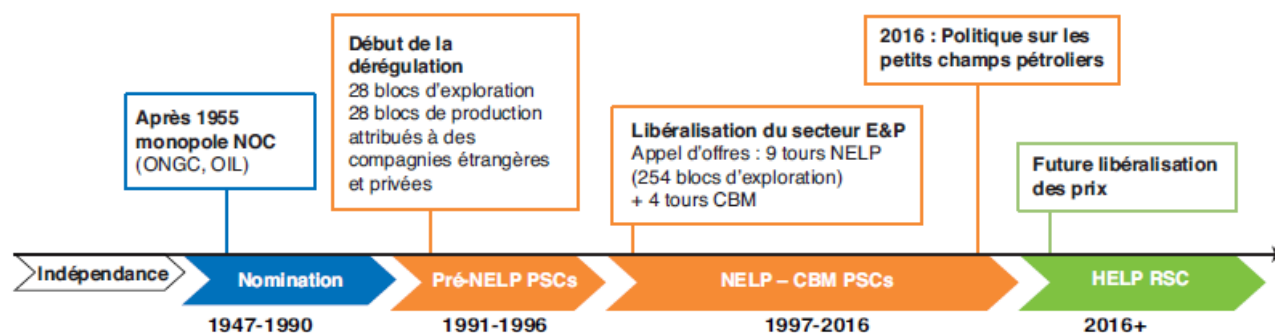 Après 1955
monopole NOC
(ONGC, OIL)
Début de la
dérégulation
28 blocs d'exploration
28 blocs de production
attribués à des
compagnies étrangères
et privées
Libéralisation du secteur E&P
Appel d'offres : 9 tours NELP
(254 blocs d'exploration)
+ 4 tours CBM
2016 : Politique sur les
petits champs pétroliers
Future libéralisation
des prix
Indépendance
Nomination
Pré-NELP PSCs
NELP – CBM PSCs
HELP RSC
1947-1990
1991-1996
1997-2016
2016+